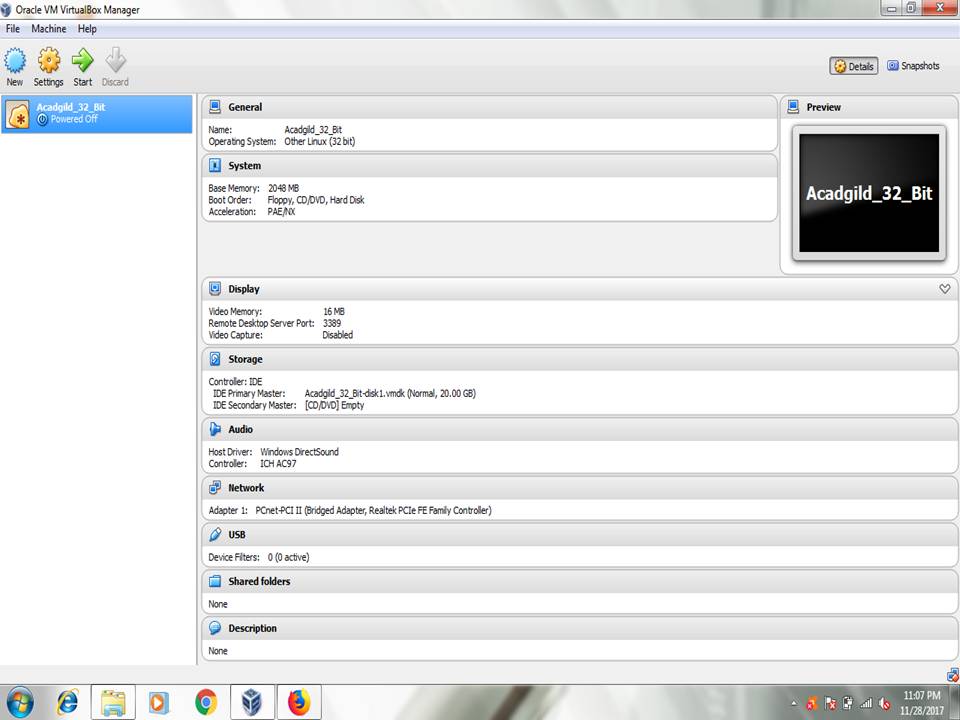 Oracle VM VirtualBox Manager
File Machine Help
New Settings Start Discard
Details Snapshots
Acadgild_32_Bit
Powered Off
General
Name: Acadgild_32_Bit
Operating System: Other Linux (32 bit)
System
Base Memory: 2048 MB
Boot Order: Floppy, CD/DVD, Hard Disk
Acceleration: PAE/NX
Preview
Acadgild_32_Bit
Display
Video Memory: 16 MB
Remote Desktop Server Port: 3389
Video Capture: Disabled
Storage
Controller: IDE
IDE Primary Master: Acadgild_32_Bit-disk1.vmdk (Normal, 20.00 GB)
IDE Secondary Master: [CD/DVD] Empty
Audio
Host Driver: Windows DirectSound
Controller: ICH AC97
Network
Adapter 1: PCnet-PCI II (Bridged Adapter, Realtek PCIe FE Family Controller)
USB
Device Filters: 0 (0 active)
Shared folders
None
Description
None
11:07 PM
11/28/2017